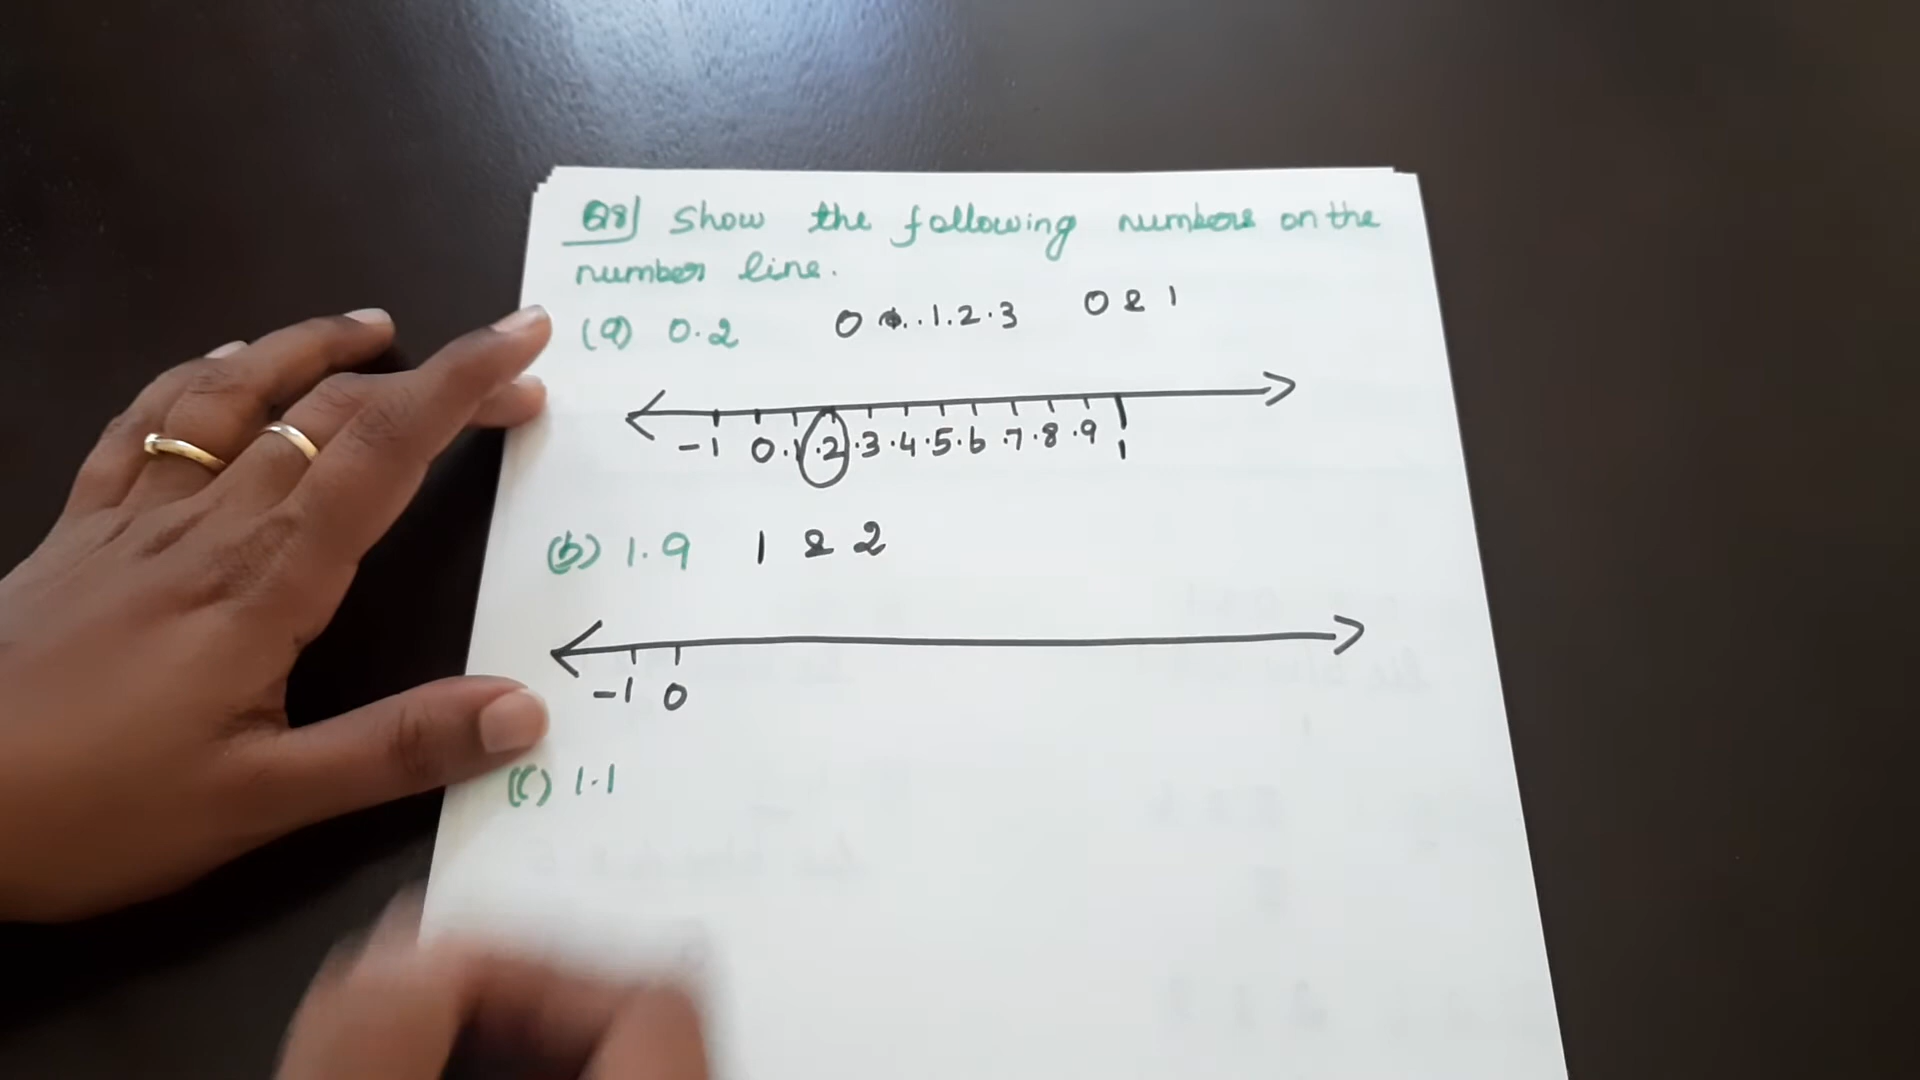 Q8) Show the following numbers on the
number line.
(a) 0.2 0 . . .1 .2 .3 0 & 1
-1 0 .1 .2 .3 .4 .5 .6 .7 .8 .9 1
(b) 1.9 1 & 2
-1 0
(c) 1.1